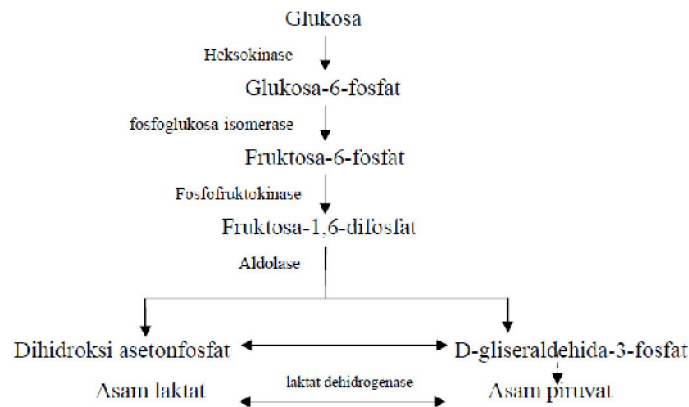 Glukosa
Heksokinase
Glukosa-6-fosfat
fosfoglukosa isomerase
Fruktosa-6-fosfat
Fosfofruktokinase
Fruktosa-1,6-difosfat
Aldolase
Dihidroksi asetonfosfat
D-gliseraldehida-3-fosfat
Asam laktat
laktat dehidrogenase
Asam piruvat